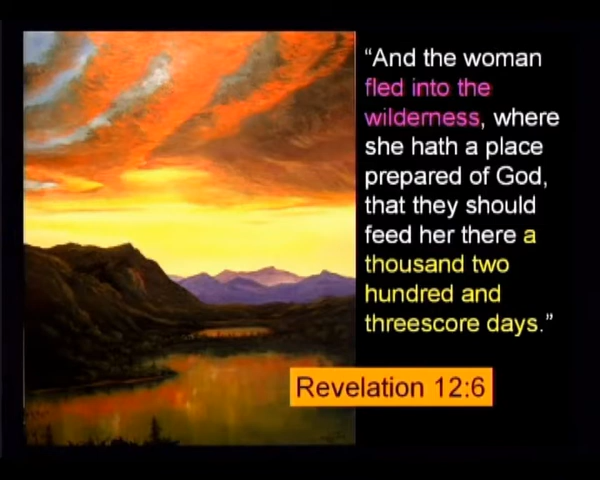 “And the woman
fled into the
wilderness, where
she hath a place
prepared of God,
that they should
feed her there a
thousand two
hundred and
threescore days.”
Revelation 12:6